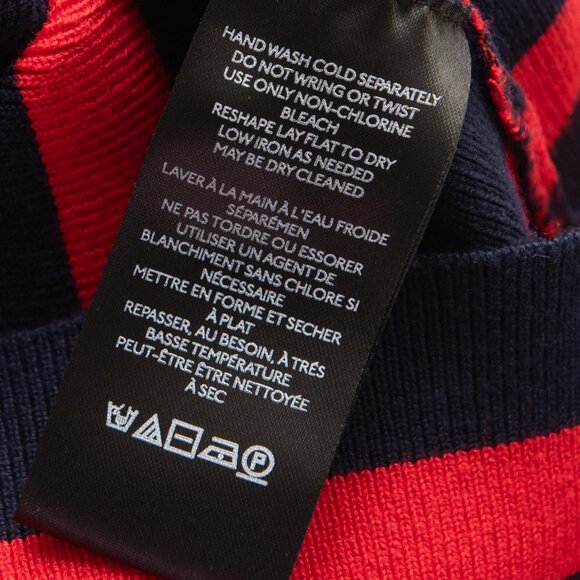 HAND WASH COLD SEPARATELY
DO NOT WRING OR TWIST
USE ONLY NON-CHLORINE
BLEACH
RESHAPE LAY FLAT TO DRY
LOW IRON AS NEEDED
MAY BE DRY CLEANED
LAVER À LA MAIN À L'EAU FROIDE
SÉPARÉMEN
NE PAS TORDRE OU ESSORER
UTILISER UN AGENT DE
BLANCHIMENT SANS CHLORE SI
NÉCESSAIRE
METTRE EN FORME ET SECHER
À PLAT
REPASSER, AU BESOIN, À TRÉS
BASSE TEMPÉRATURE
PEUT-ÊTRE ÊTRE NETTOYÉE
À SEC
P